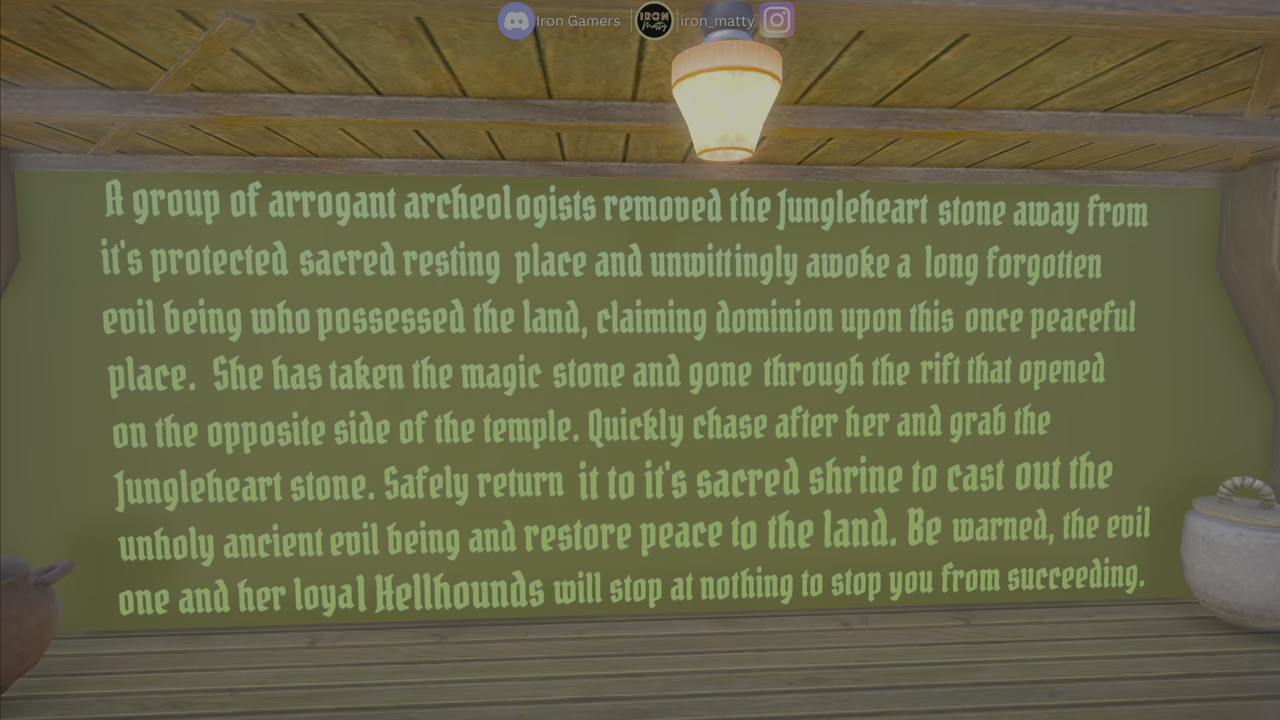 Iron Gamers | IRON Matty | iron_matty
A group of arrogant archeologists removed the Jungleheart stone away from
it's protected sacred resting place and unwittingly awoke a long forgotten
evil being who possessed the land, claiming dominion upon this once peaceful
place. She has taken the magic stone and gone through the rift that opened
on the opposite side of the temple. Quickly chase after her and grab the
Jungleheart stone. Safely return it to it's sacred shrine to cast out the
unholy ancient evil being and restore peace to the land. Be warned, the evil
one and her loyal Hellhounds will stop at nothing to stop you from succeeding.